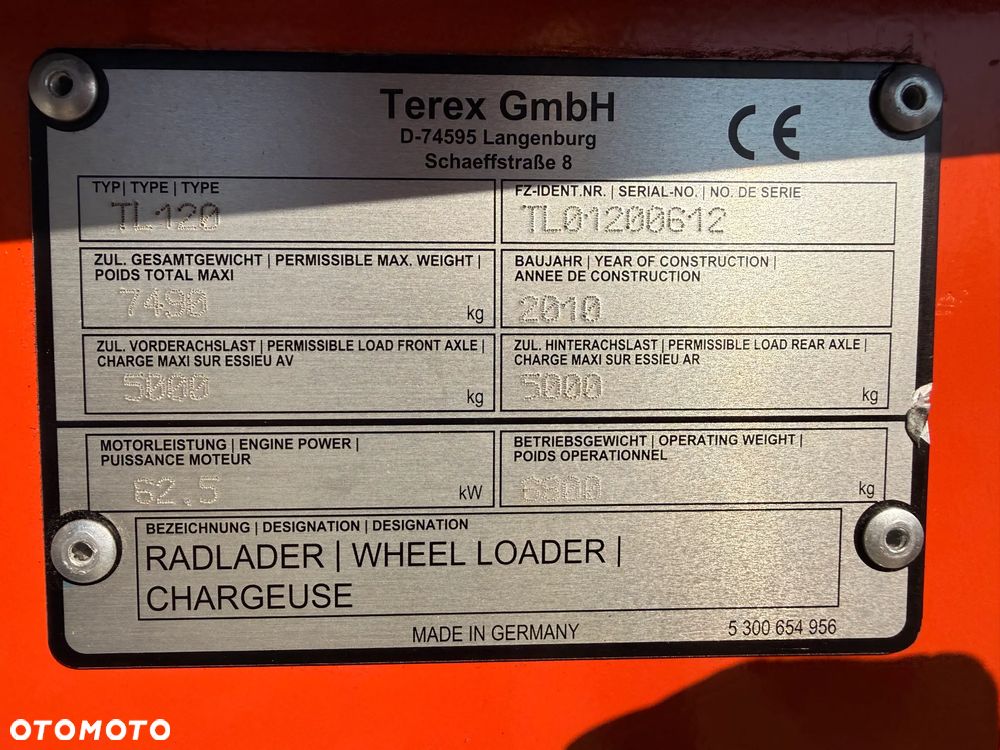 Terex GmbH
D-74595 Langenburg
Schaeffstraße 8
CE
TYP | TYPE | TYPE
TL120
FZ-IDENT.NR. | SERIAL-NO. | NO. DE SERIE
TL01200612
ZUL. GESAMTGEWICHT | PERMISSIBLE MAX. WEIGHT |
POIDS TOTAL MAXI
7490
kg
BAUJAHR | YEAR OF CONSTRUCTION |
ANNEE DE CONSTRUCTION
2010
ZUL. VORDERACHSLAST | PERMISSIBLE LOAD FRONT AXLE |
CHARGE MAXI SUR ESSIEU AV
5000
kg
ZUL. HINTERACHSLAST | PERMISSIBLE LOAD REAR AXLE |
CHARGE MAXI SUR ESSIEU AR
5000
kg
MOTORLEISTUNG | ENGINE POWER |
PUISSANCE MOTEUR
62.5
kW
BETRIEBSGEWICHT | OPERATING WEIGHT |
POIDS OPERATIONNEL
kg
BEZEICHNUNG | DESIGNATION | DESIGNATION
RADLADER | WHEEL LOADER |
CHARGEUSE
MADE IN GERMANY
5 300 654 956
OTOMOTO